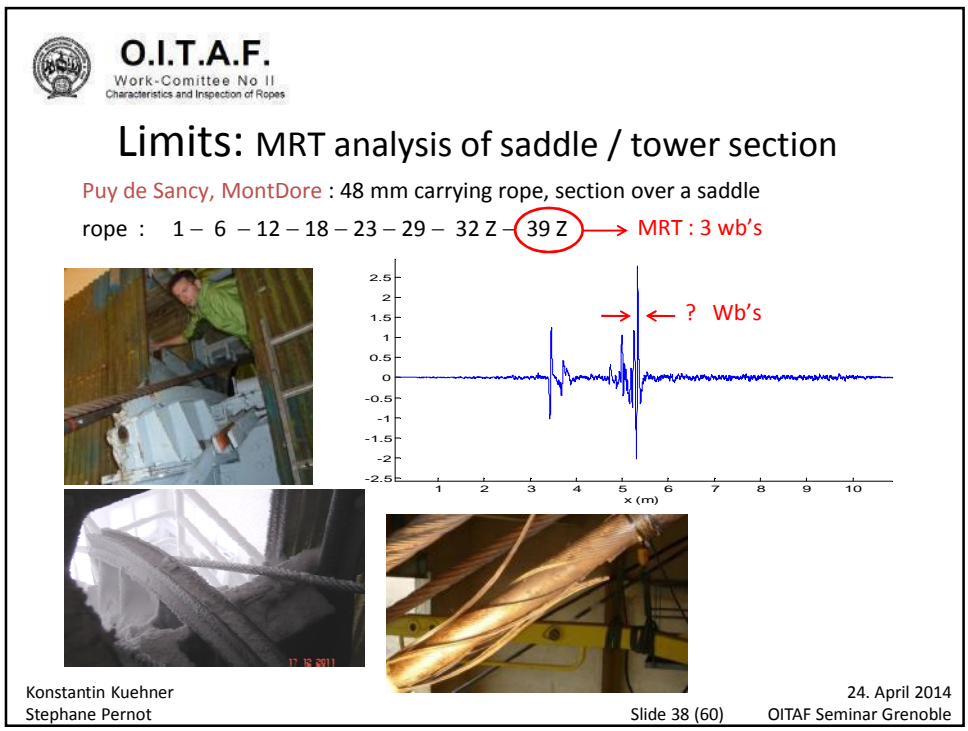 O.I.T.A.F.
Work-Comittee No II
Characteristics and Inspection of Ropes
Limits: MRT analysis of saddle / tower section
Puy de Sancy, MontDore : 48 mm carrying rope, section over a saddle
rope : 1 – 6 – 12 – 18 – 23 – 29 – 32 Z – 39 Z MRT : 3 wb's
? Wb's
2.5
2
1.5
1
0.5
0
-0.5
-1
-1.5
-2
-2.5
1 2 3 4 5 6 7 8 9 10
x (m)
17 12 2011
Konstantin Kuehner 24. April 2014
Stephane Pernot Slide 38 (60) OITAF Seminar Grenoble